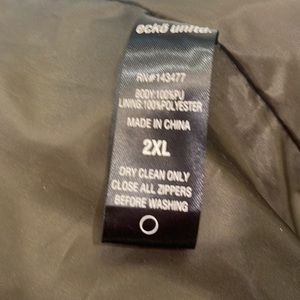 eckō unltd.
RN#143477
BODY:100%PU
LINING:100%POLYESTER
MADE IN CHINA
2XL
DRY CLEAN ONLY
CLOSE ALL ZIPPERS
BEFORE WASHING